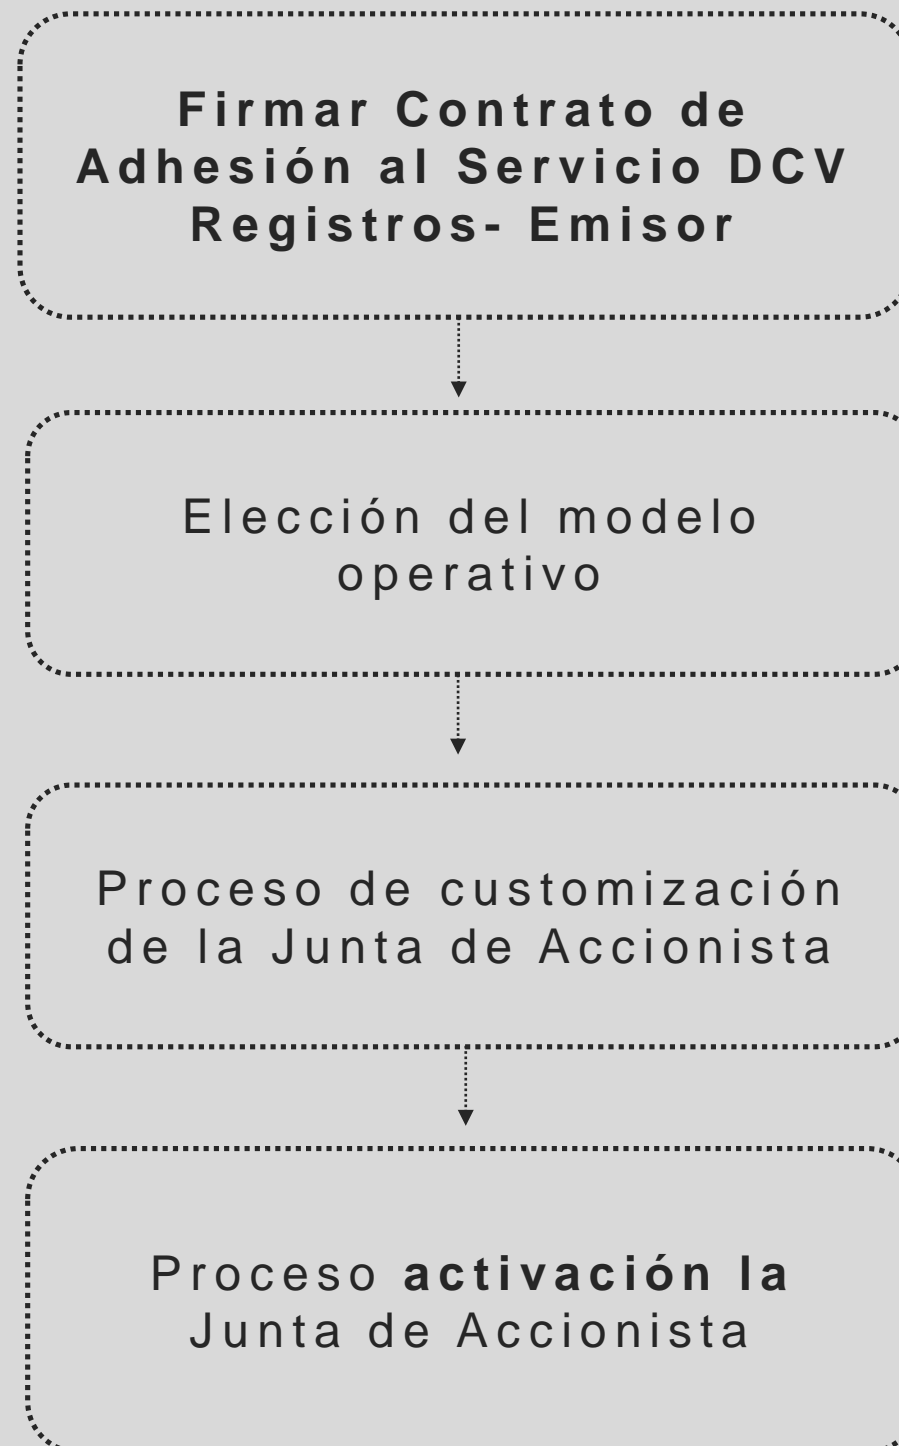 Firmar Contrato de
Adhesión al Servicio DCV
Registros- Emisor
Elección del modelo
operativo
Proceso de customización
de la Junta de Accionista
Proceso activación la
Junta de Accionista